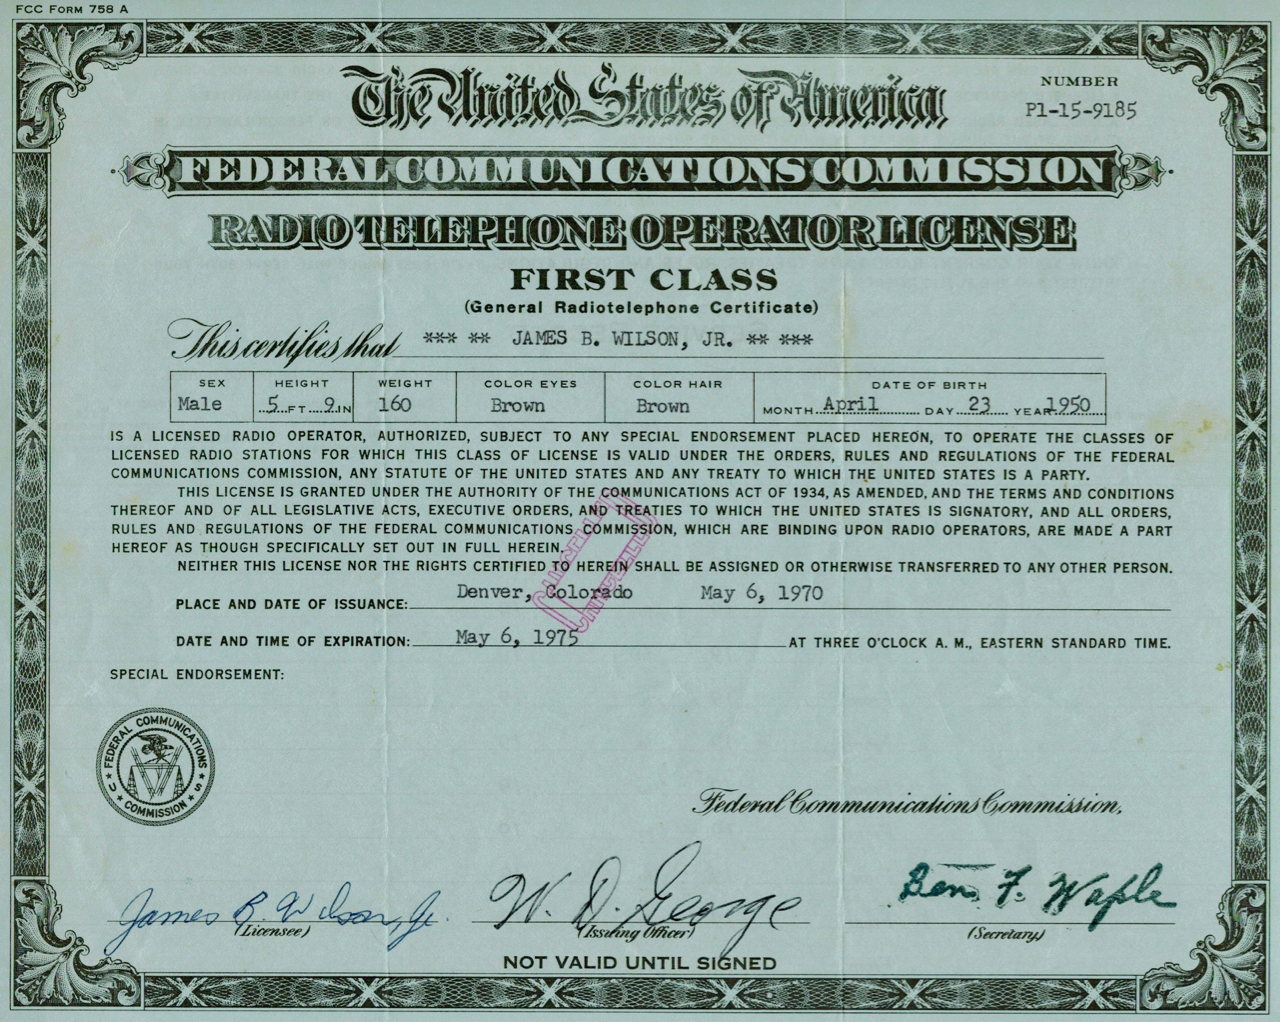 FCC FORM 758 A
The United States of America
NUMBER
P1-15-9185
FEDERAL COMMUNICATIONS COMMISSION
RADIO TELEPHONE OPERATOR LICENSE
FIRST CLASS
(General Radiotelephone Certificate)
This certifies that *** ** JAMES B. WILSON, JR. ** ***
SEX HEIGHT WEIGHT COLOR EYES COLOR HAIR DATE OF BIRTH
Male 5 FT 9 IN 160 Brown Brown MONTH April DAY 23 YEAR 1950
IS A LICENSED RADIO OPERATOR, AUTHORIZED, SUBJECT TO ANY SPECIAL ENDORSEMENT PLACED HEREON, TO OPERATE THE CLASSES OF
LICENSED RADIO STATIONS FOR WHICH THIS CLASS OF LICENSE IS VALID UNDER THE ORDERS, RULES AND REGULATIONS OF THE FEDERAL
COMMUNICATIONS COMMISSION, ANY STATUTE OF THE UNITED STATES AND ANY TREATY TO WHICH THE UNITED STATES IS A PARTY.
THIS LICENSE IS GRANTED UNDER THE AUTHORITY OF THE COMMUNICATIONS ACT OF 1934, AS AMENDED, AND THE TERMS AND CONDITIONS
THEREOF AND OF ALL LEGISLATIVE ACTS, EXECUTIVE ORDERS, AND TREATIES TO WHICH THE UNITED STATES IS SIGNATORY, AND ALL ORDERS,
RULES AND REGULATIONS OF THE FEDERAL COMMUNICATIONS COMMISSION, WHICH ARE BINDING UPON RADIO OPERATORS, ARE MADE A PART
HEREOF AS THOUGH SPECIFICALLY SET OUT IN FULL HEREIN.
NEITHER THIS LICENSE NOR THE RIGHTS CERTIFIED TO HEREIN SHALL BE ASSIGNED OR OTHERWISE TRANSFERRED TO ANY OTHER PERSON.
PLACE AND DATE OF ISSUANCE: Denver, Colorado May 6, 1970
DATE AND TIME OF EXPIRATION: May 6, 1975 AT THREE O'CLOCK A. M., EASTERN STANDARD TIME.
SPECIAL ENDORSEMENT:
FEDERAL COMMUNICATIONS COMMISSION
Federal Communications Commission,
James B. Wilson, Jr. W. D. George Ben F. Waple
(Licensee) (Issuing Officer) (Secretary)
NOT VALID UNTIL SIGNED